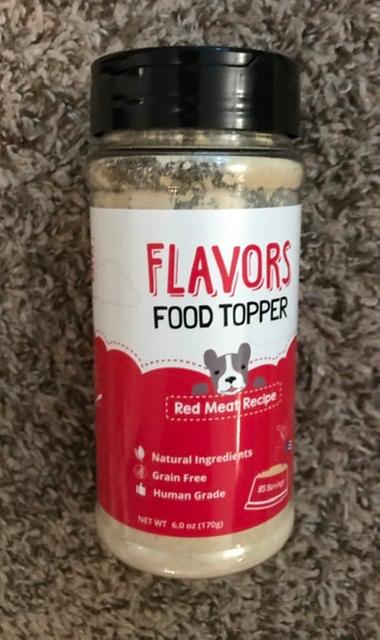 FLAVORS
FOOD TOPPER
Red Meat Recipe
Natural Ingredients
Grain Free
Human Grade
85 Servings
NET WT 6.0 oz (170g)